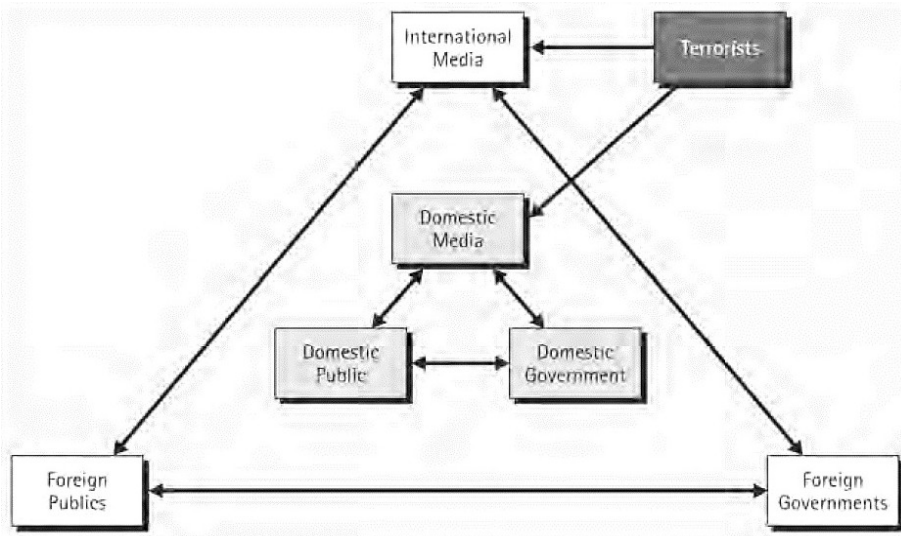 International
Media
Terrorists
Domestic
Media
Domestic
Public
Domestic
Government
Foreign
Publics
Foreign
Governments